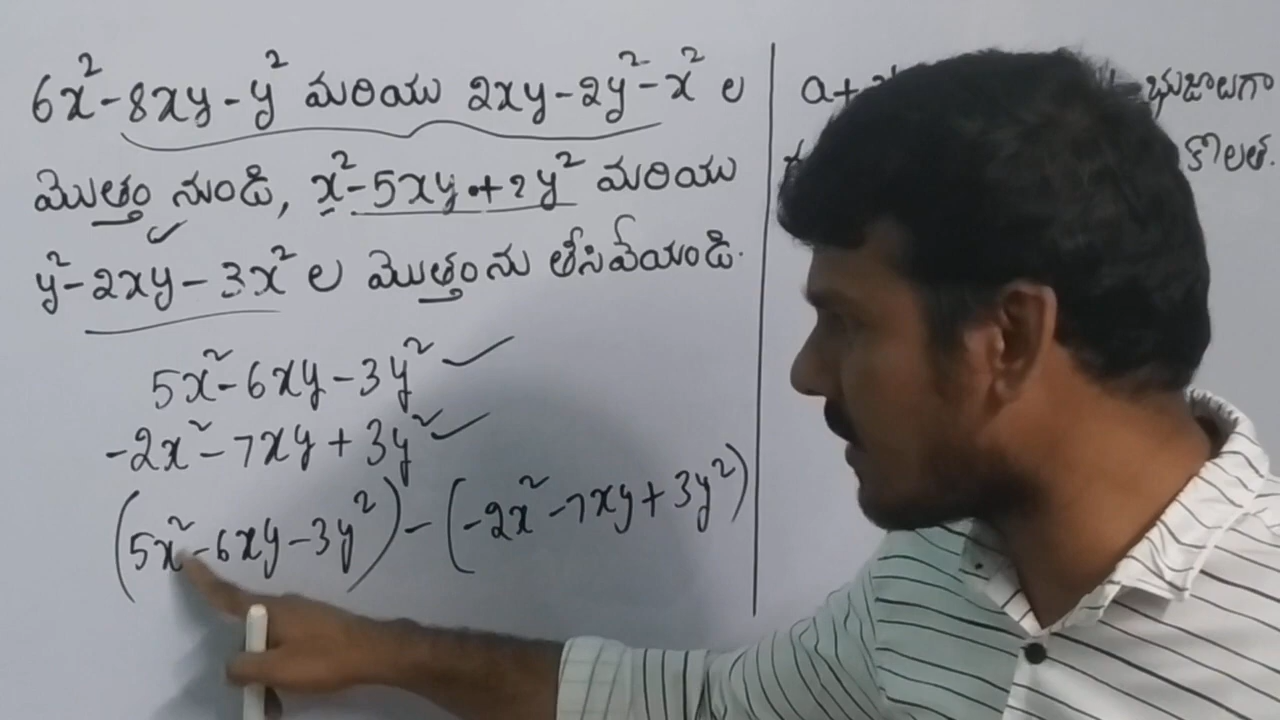 6x² - 8xy - y² మరియు 2xy - 2y² - x² ల
మొత్తం నుండి, x² - 5xy + 2y² మరియు
y² - 2xy - 3x² ల మొత్తంను తీసివేయండి.
5x² - 6xy - 3y²
-2x² - 7xy + 3y²
(5x² - 6xy - 3y²) - (-2x² - 7xy + 3y²)
a+
భుజాలుగా
కొలత.